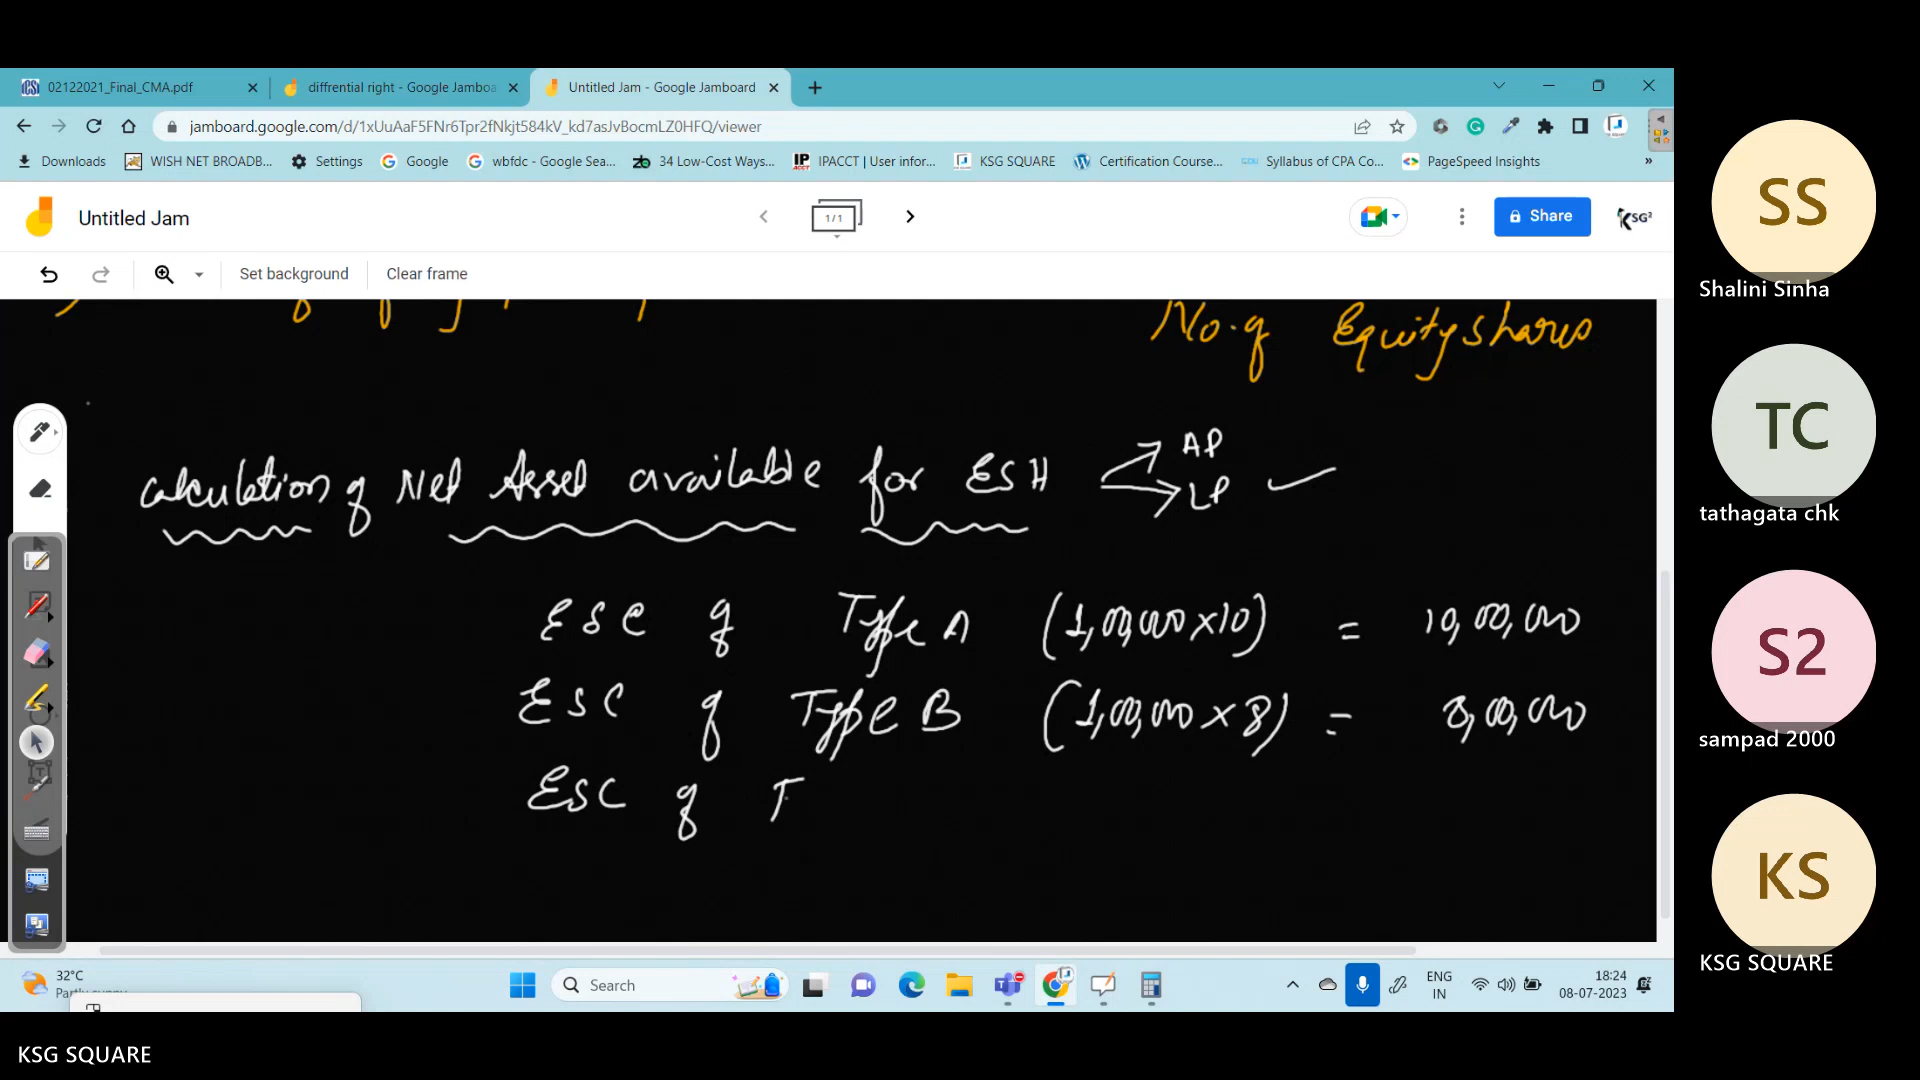 02122021_Final_CMA.pdf
diffrential right - Google Jamboa
Untitled Jam - Google Jamboard
jamboard.google.com/d/1xUuAaF5FNr6Tpr2fNkjt584kV_kd7asJvBocmLZ0HFQ/viewer
Downloads WISH NET BROADB... Settings Google wbfdc - Google Sea... 34 Low-Cost Ways... IPACCT | User infor... KSG SQUARE Certification Course... Syllabus of CPA Co... PageSpeed Insights »
Untitled Jam
1/1
Share
KSG²
Set background
Clear frame
No. of Equity shares
Calculation of Net Asset available for ESH
AP
LP
ESC of Type A (1,00,000 x 10) = 10,00,000
ESC of Type B (1,00,000 x 8) = 8,00,000
ESC of T
32°C
Search
ENG
IN
18:24
08-07-2023
SS
Shalini Sinha
TC
tathagata chk
S2
sampad 2000
KS
KSG SQUARE
KSG SQUARE